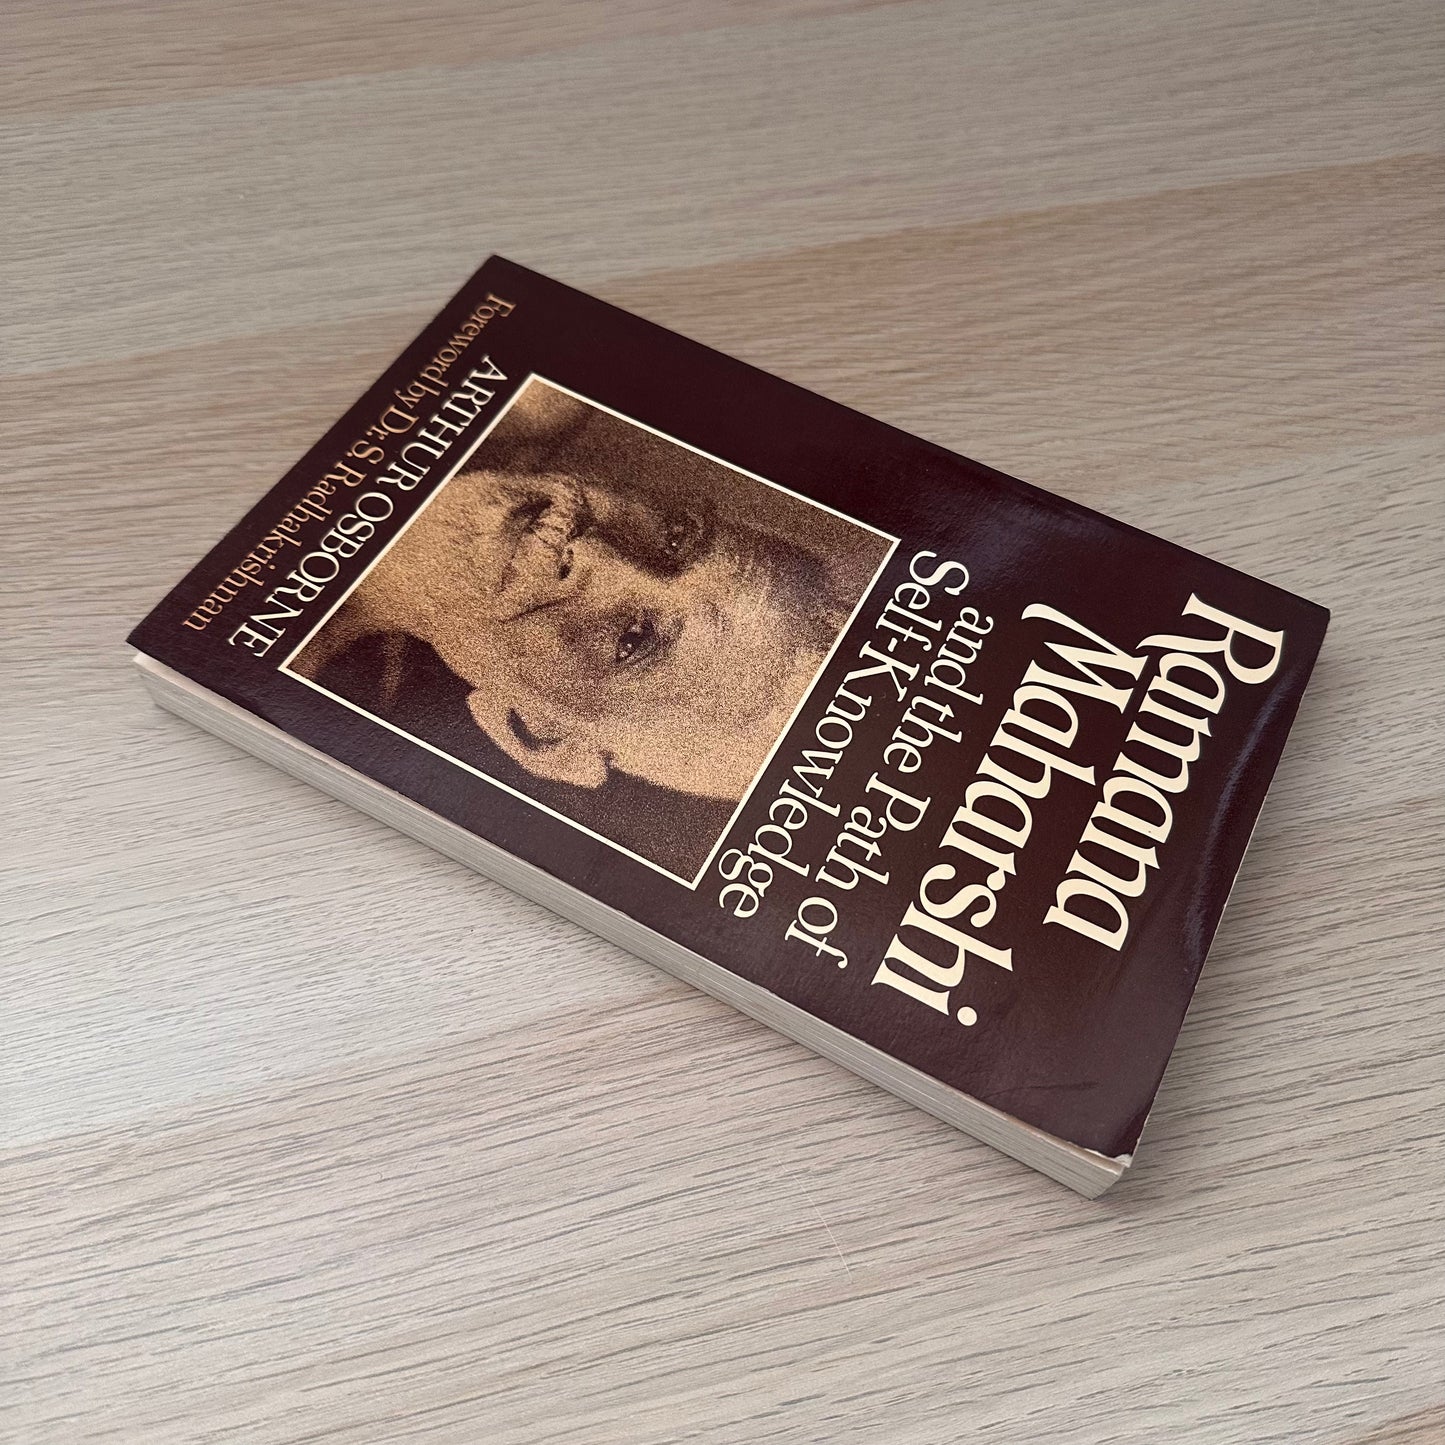 Ramana
Maharshi
and the Path of
Self-Knowledge
ARTHUR OSBORNE
Foreword by Dr. S. Radhakrishnan